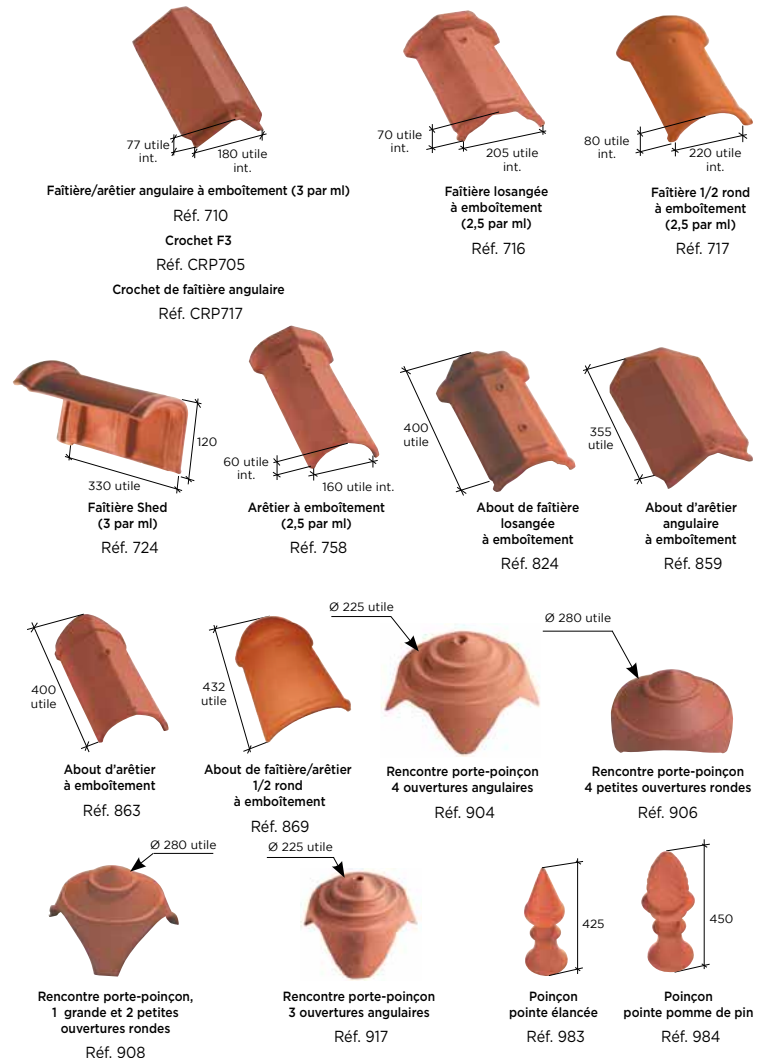 77 utile
int.
180 utile
int.
Faîtière/arêtier angulaire à emboîtement (3 par ml)
Réf. 710
Crochet F3
Réf. CRP705
Crochet de faîtière angulaire
Réf. CRP717
70 utile
int.
205 utile
int.
Faîtière losangée
à emboîtement
(2,5 par ml)
Réf. 716
80 utile
int.
220 utile
int.
Faîtière 1/2 rond
à emboîtement
(2,5 par ml)
Réf. 717
120
330 utile
Faîtière Shed
(3 par ml)
Réf. 724
60 utile
int.
160 utile int.
Arêtier à emboîtement
(2,5 par ml)
Réf. 758
400
utile
About de faîtière
losangée
à emboîtement
Réf. 824
355
utile
About d'arêtier
angulaire
à emboîtement
Réf. 859
400
utile
About d'arêtier
à emboîtement
Réf. 863
432
utile
About de faîtière/arêtier
1/2 rond
à emboîtement
Réf. 869
Ø 225 utile
Rencontre porte-poinçon
4 ouvertures angulaires
Réf. 904
Ø 280 utile
Rencontre porte-poinçon
4 petites ouvertures rondes
Réf. 906
Ø 280 utile
Rencontre porte-poinçon,
1 grande et 2 petites
ouvertures rondes
Réf. 908
Ø 225 utile
Rencontre porte-poinçon
3 ouvertures angulaires
Réf. 917
425
Poinçon
pointe élancée
Réf. 983
450
Poinçon
pointe pomme de pin
Réf. 984